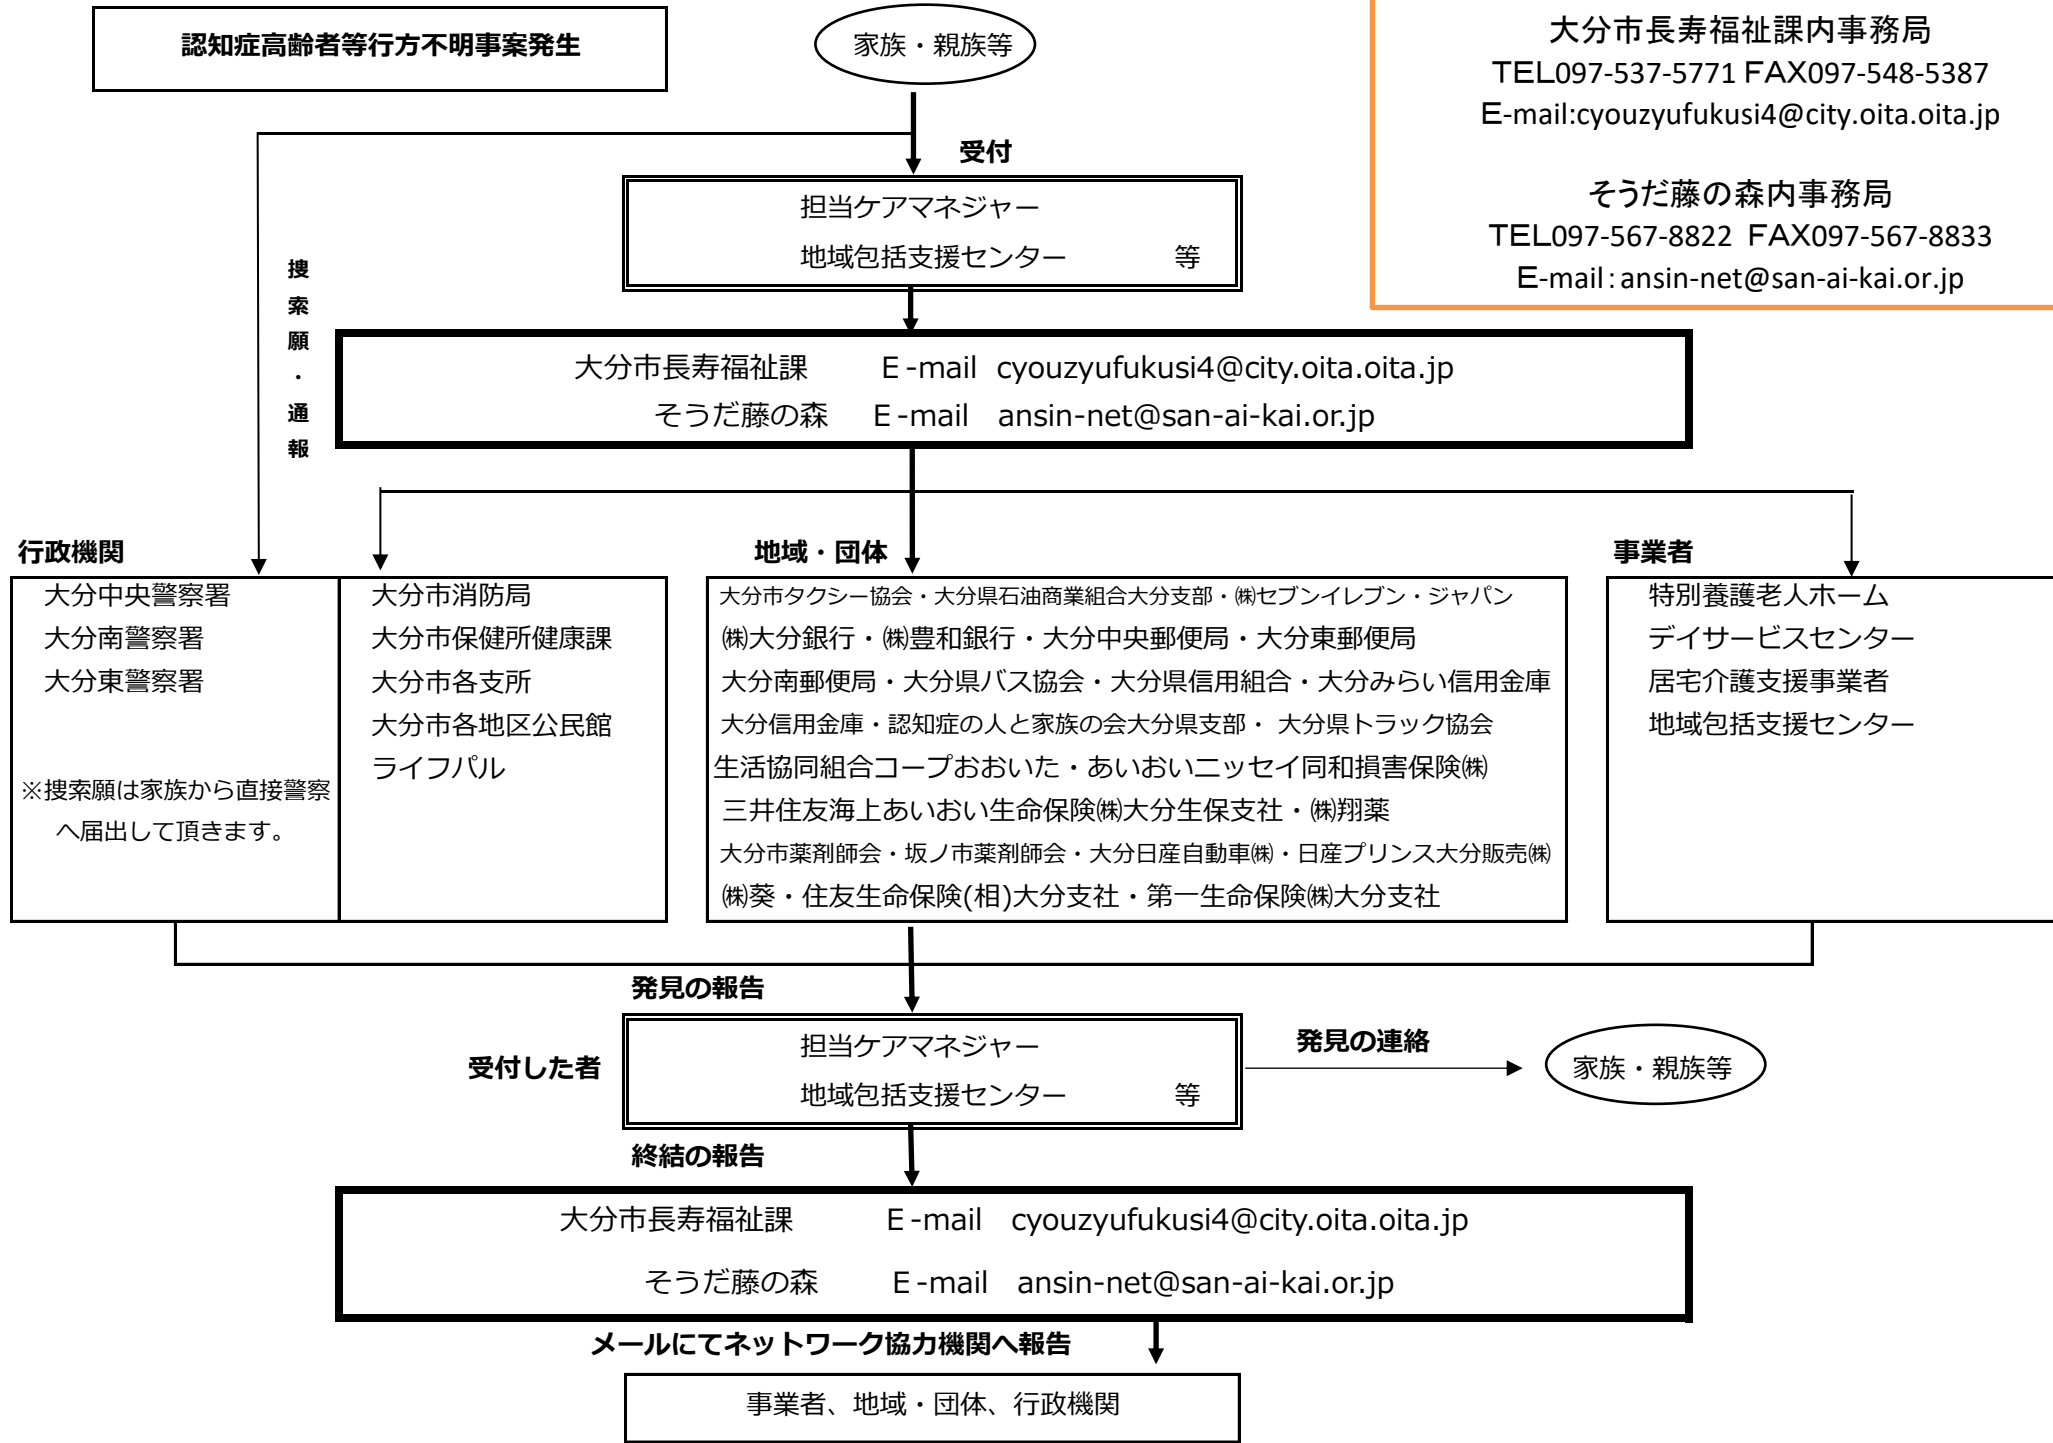 認知症高齢者等行方不明事案発生
家族・親族等
大分市長寿福祉課内事務局
TEL097-537-5771 FAX097-548-5387
E-mail:cyouzyufukusi4@city.oita.oita.jp
そうだ藤の森内事務局
TEL097-567-8822 FAX097-567-8833
E-mail：ansin-net@san-ai-kai.or.jp
受付
担当ケアマネジャー
地域包括支援センター 等
捜索願・通報
大分市長寿福祉課 E-mail cyouzyufukusi4@city.oita.oita.jp
そうだ藤の森 E-mail ansin-net@san-ai-kai.or.jp
行政機関
大分中央警察署
大分南警察署
大分東警察署
※捜索願は家族から直接警察
へ届出して頂きます。
大分市消防局
大分市保健所健康課
大分市各支所
大分市各地区公民館
ライフパル
地域・団体
大分市タクシー協会・大分県石油商業組合大分支部・㈱セブンイレブン・ジャパン
㈱大分銀行・㈱豊和銀行・大分中央郵便局・大分東郵便局
大分南郵便局・大分県バス協会・大分県信用組合・大分みらい信用金庫
大分信用金庫・認知症の人と家族の会大分県支部・ 大分県トラック協会
生活協同組合コープおおいた・あいおいニッセイ同和損害保険㈱
三井住友海上あいおい生命保険㈱大分生保支社・㈱翔薬
大分市薬剤師会・坂ノ市薬剤師会・大分日産自動車㈱・日産プリンス大分販売㈱
㈱葵・住友生命保険(相)大分支社・第一生命保険㈱大分支社
事業者
特別養護老人ホーム
デイサービスセンター
居宅介護支援事業者
地域包括支援センター
発見の報告
受付した者
担当ケアマネジャー
地域包括支援センター 等
発見の連絡
家族・親族等
終結の報告
大分市長寿福祉課 E-mail cyouzyufukusi4@city.oita.oita.jp
そうだ藤の森 E-mail ansin-net@san-ai-kai.or.jp
メールにてネットワーク協力機関へ報告
事業者、地域・団体、行政機関